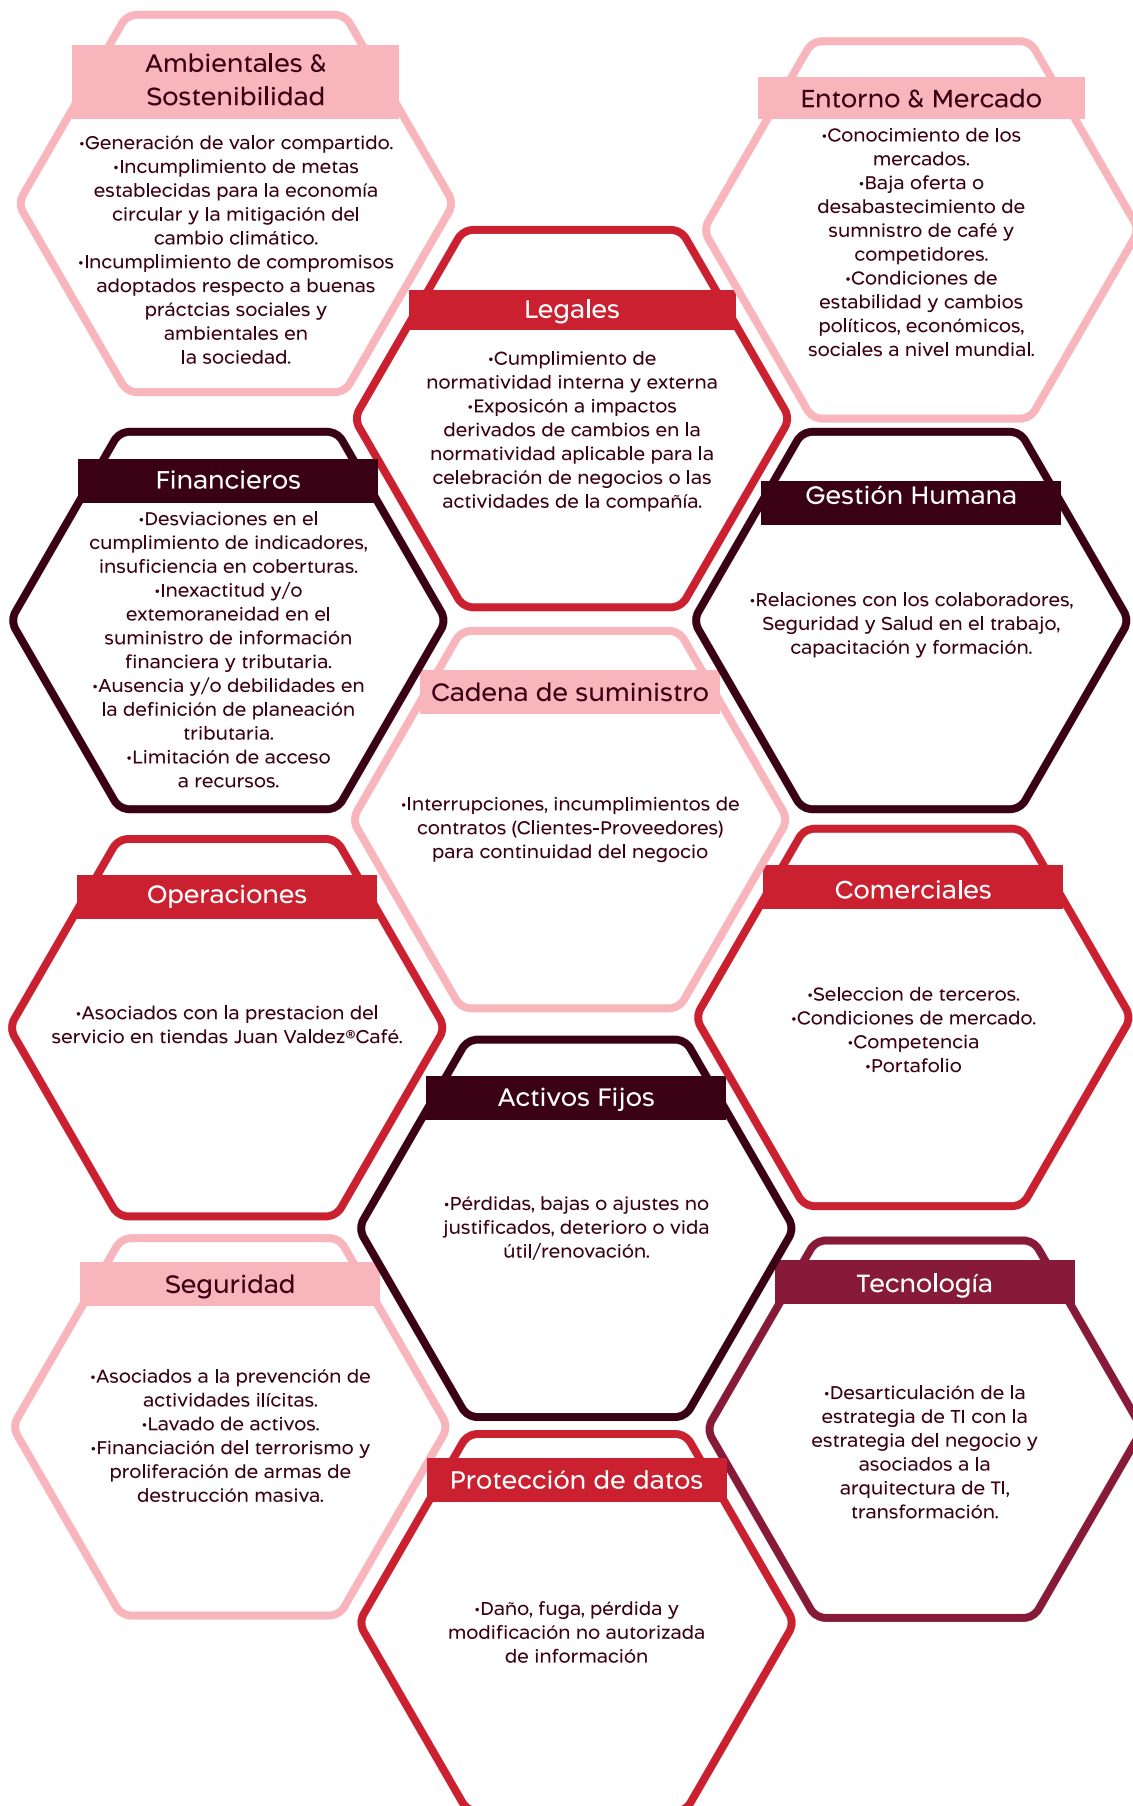 Ambientales &
Sostenibilidad
•Generación de valor compartido.
•Incumplimiento de metas
establecidas para la economía
circular y la mitigación del
cambio climático.
•Incumplimiento de compromisos
adoptados respecto a buenas
práctcias sociales y
ambientales en
la sociedad.
Entorno & Mercado
•Conocimiento de los
mercados.
•Baja oferta o
desabastecimiento de
sumnistro de café y
competidores.
•Condiciones de
estabilidad y cambios
políticos, económicos,
sociales a nivel mundial.
Legales
•Cumplimiento de
normatividad interna y externa
•Exposicón a impactos
derivados de cambios en la
normatividad aplicable para la
celebración de negocios o las
actividades de la compañía.
Financieros
•Desviaciones en el
cumplimiento de indicadores,
insuficiencia en coberturas.
•Inexactitud y/o
extemoraneidad en el
suministro de información
financiera y tributaria.
•Ausencia y/o debilidades en
la definición de planeación
tributaria.
•Limitación de acceso
a recursos.
Gestión Humana
•Relaciones con los colaboradores,
Seguridad y Salud en el trabajo,
capacitación y formación.
Cadena de suministro
•Interrupciones, incumplimientos de
contratos (Clientes-Proveedores)
para continuidad del negocio
Operaciones
•Asociados con la prestacion del
servicio en tiendas Juan Valdez®Café.
Comerciales
•Seleccion de terceros.
•Condiciones de mercado.
•Competencia
•Portafolio
Activos Fijos
•Pérdidas, bajas o ajustes no
justificados, deterioro o vida
útil/renovación.
Seguridad
•Asociados a la prevención de
actividades ilícitas.
•Lavado de activos.
•Financiación del terrorismo y
proliferación de armas de
destrucción masiva.
Tecnología
•Desarticulación de la
estrategia de TI con la
estrategia del negocio y
asociados a la
arquitectura de TI,
transformación.
Protección de datos
•Daño, fuga, pérdida y
modificación no autorizada
de información